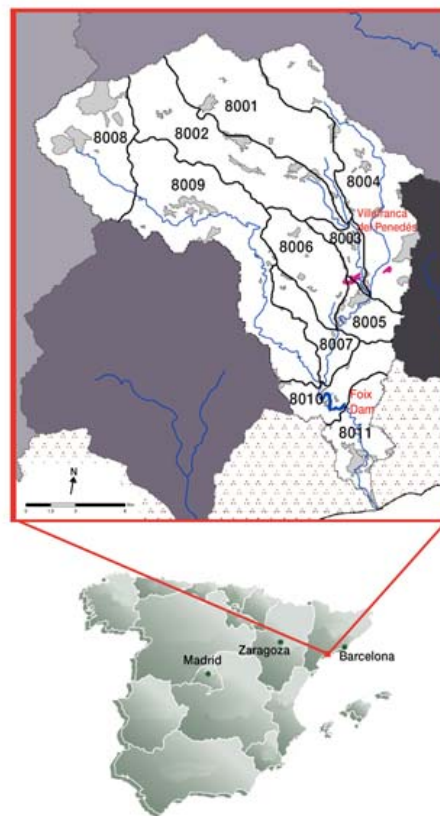 8001
8002
8008
8004
8009
Villafranca
del Penedés
8003
8006
8005
8007
Foix
Dam
8010
8011
N
Zaragoza
Barcelona
Madrid